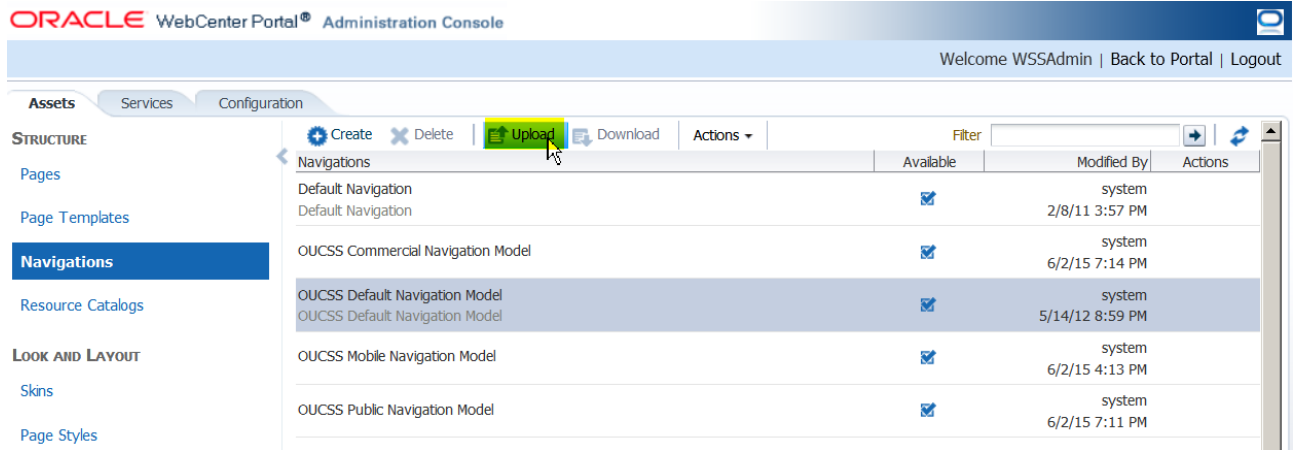 ORACLE WebCenter Portal® Administration Console
Welcome WSSAdmin | Back to Portal | Logout
Assets Services Configuration
STRUCTURE
Pages
Page Templates
Navigations
Resource Catalogs
LOOK AND LAYOUT
Skins
Page Styles
Create Delete Upload Download Actions Filter
Navigations Available Modified By Actions
Default Navigation system
Default Navigation 2/8/11 3:57 PM
OUCSS Commercial Navigation Model system
6/2/15 7:14 PM
OUCSS Default Navigation Model system
OUCSS Default Navigation Model 5/14/12 8:59 PM
OUCSS Mobile Navigation Model system
6/2/15 4:13 PM
OUCSS Public Navigation Model system
6/2/15 7:11 PM